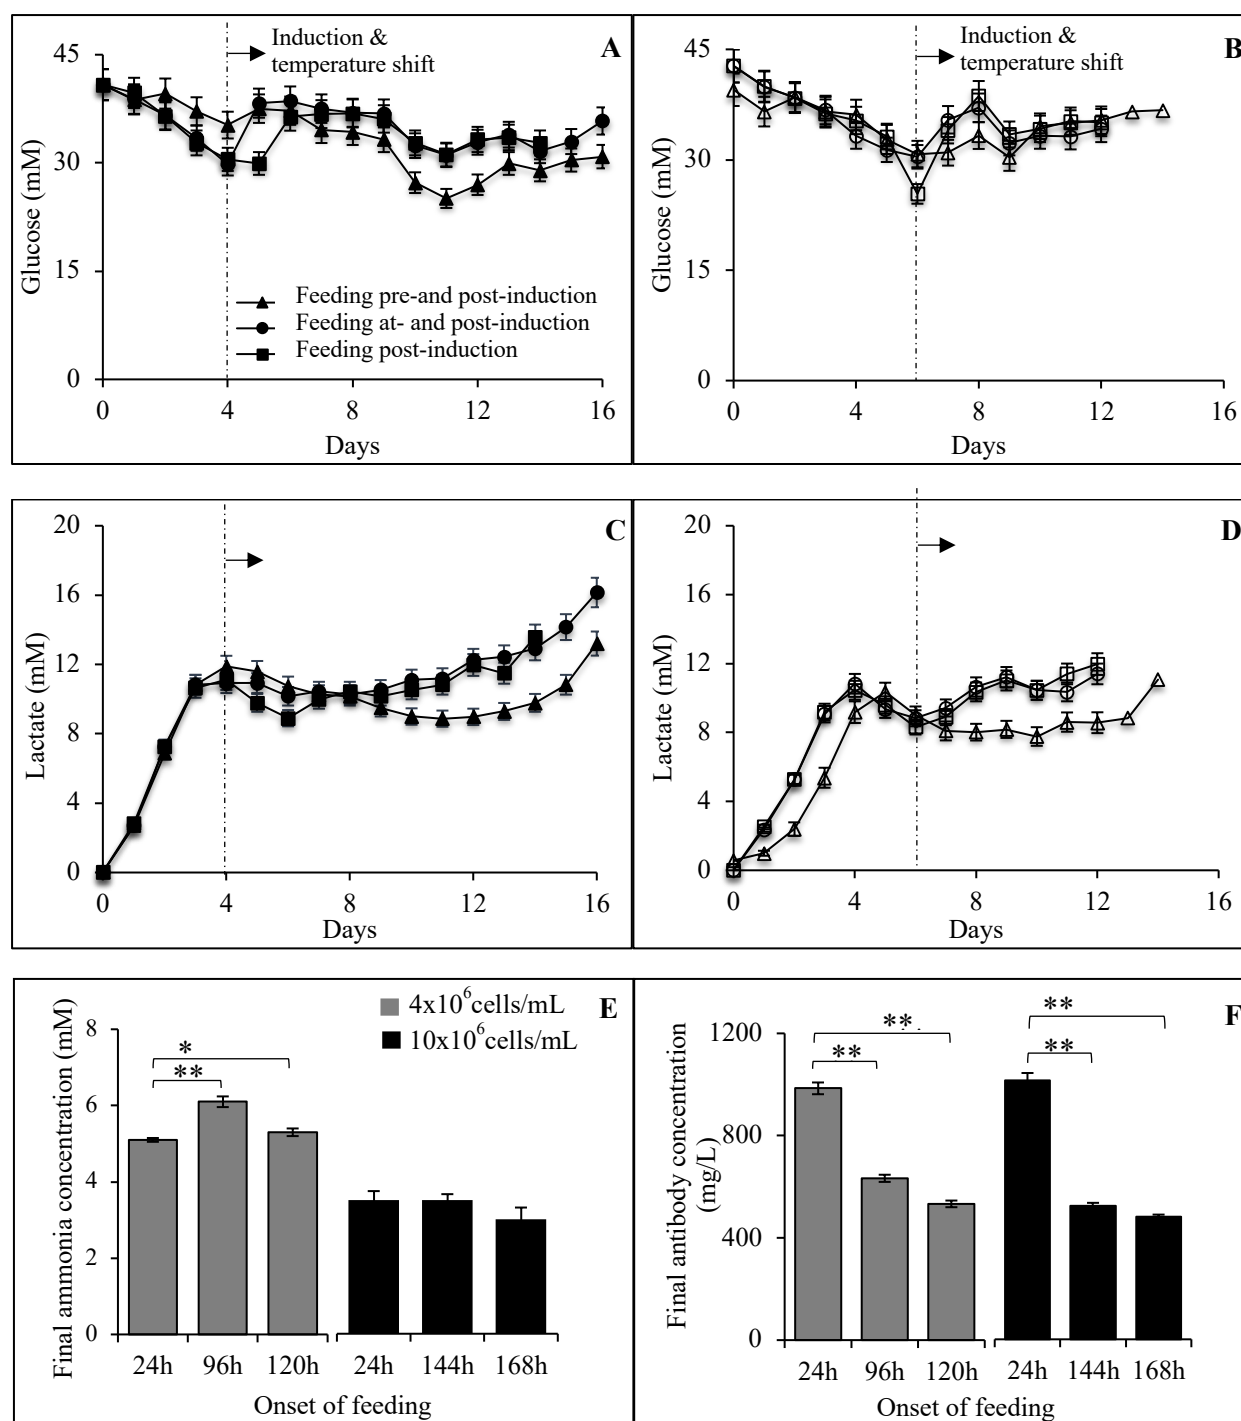 A
Induction &
temperature shift
Glucose (mM)
45
30
15
0
Feeding pre-and post-induction
Feeding at- and post-induction
Feeding post-induction
0 4 8 12 16
Days
B
Induction &
temperature shift
Glucose (mM)
45
30
15
0
0 4 8 12 16
Days
C
Lactate (mM)
20
16
12
8
4
0
0 4 8 12 16
Days
D
Lactate (mM)
20
16
12
8
4
0
0 4 8 12 16
Days
E
4x10⁶cells/mL
10x10⁶cells/mL
Final ammonia concentration (mM)
8
6
4
2
0
*
**
24h 96h 120h 24h 144h 168h
Onset of feeding
F
Final antibody concentration
(mg/L)
1200
800
400
0
**
**
**
**
24h 96h 120h 24h 144h 168h
Onset of feeding